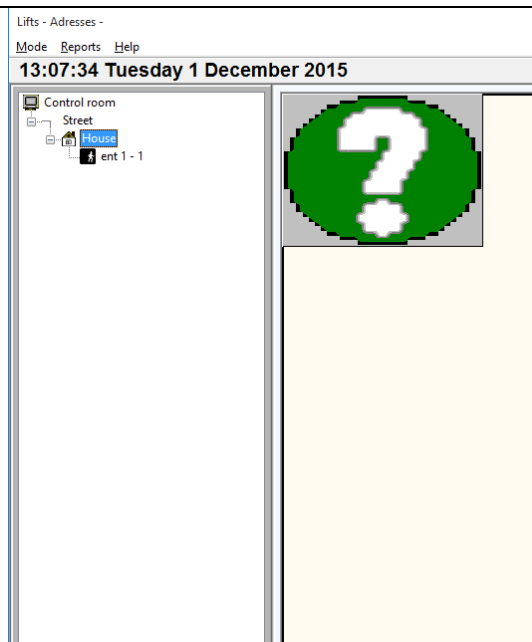 Lifts - Adresses -
Mode Reports Help
13:07:34 Tuesday 1 December 2015
Control room
Street
House
ent 1 - 1
?